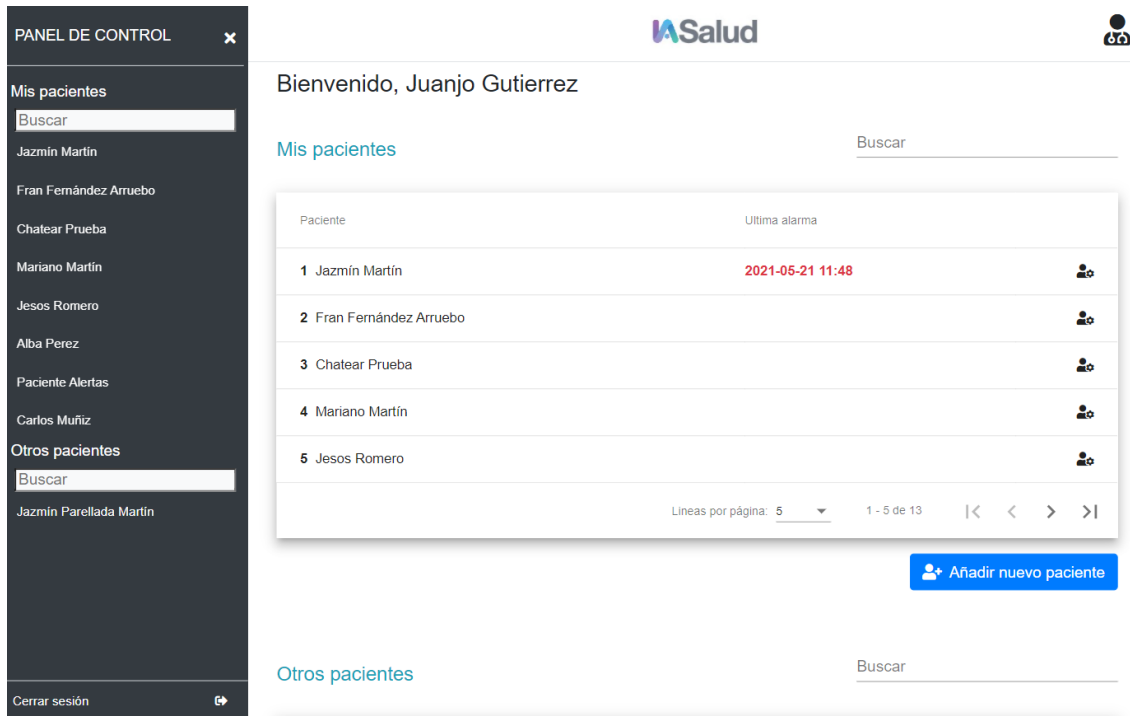 PANEL DE CONTROL
Mis pacientes
Buscar
Jazmín Martín
Fran Fernández Arruebo
Chatear Prueba
Mariano Martín
Jesos Romero
Alba Perez
Paciente Alertas
Carlos Muñiz
Otros pacientes
Buscar
Jazmín Parellada Martín
Cerrar sesión
IASalud
Bienvenido, Juanjo Gutierrez
Mis pacientes
Buscar
Paciente Ultima alarma
1 Jazmín Martín 2021-05-21 11:48
2 Fran Fernández Arruebo
3 Chatear Prueba
4 Mariano Martín
5 Jesos Romero
Lineas por página: 5 1 - 5 de 13
Añadir nuevo paciente
Otros pacientes
Buscar